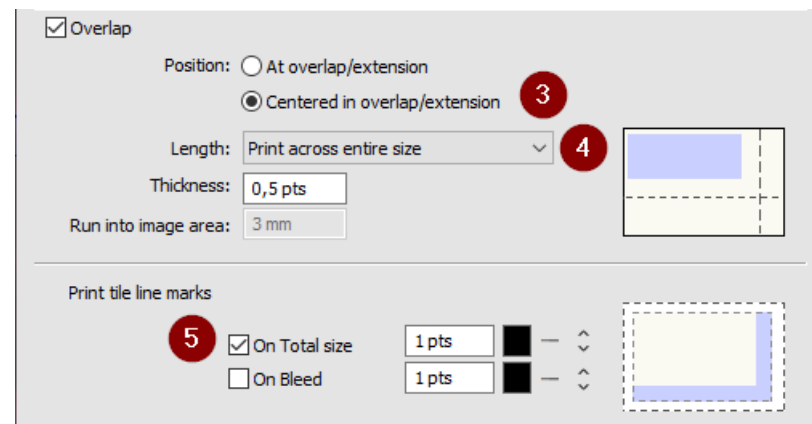 Overlap
Position: At overlap/extension
Centered in overlap/extension 3
Length: Print across entire size 4
Thickness: 0,5 pts
Run into image area: 3 mm
Print tile line marks
5 On Total size 1 pts
On Bleed 1 pts